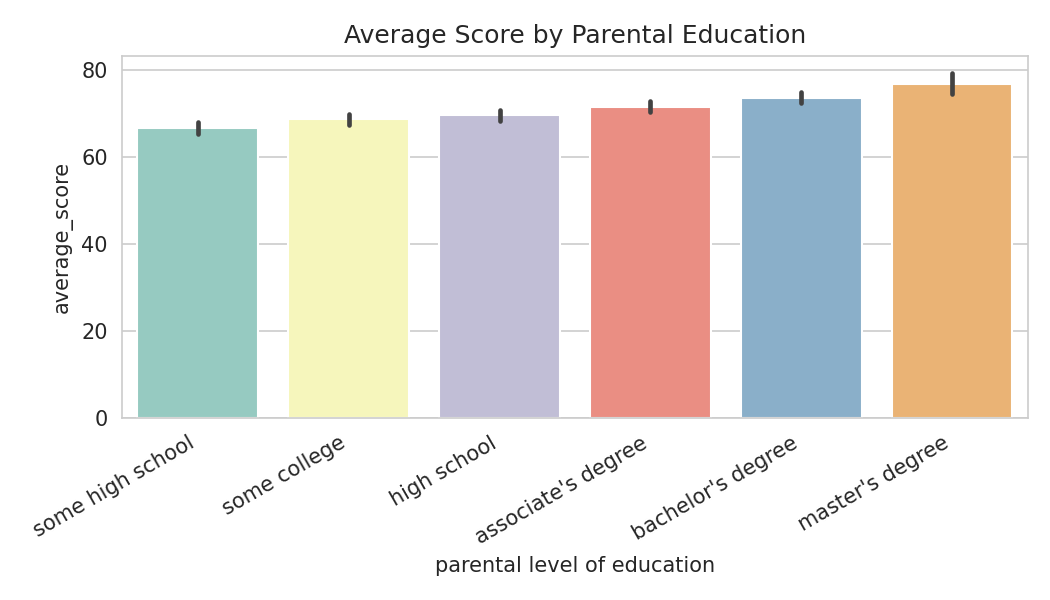 Average Score by Parental Education
average_score
80
60
40
20
0
some high school
some college
high school
associate's degree
bachelor's degree
master's degree
parental level of education